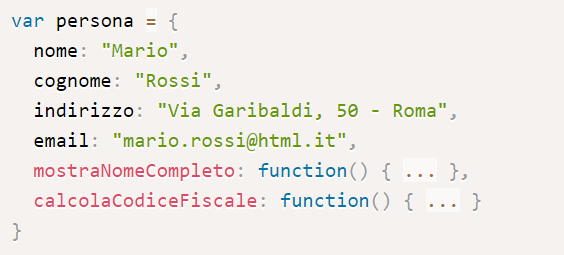 var persona = {
nome: "Mario",
cognome: "Rossi",
indirizzo: "Via Garibaldi, 50 - Roma",
email: "mario.rossi@html.it",
mostraNomeCompleto: function() { ... },
calcolaCodiceFiscale: function() { ... }
}